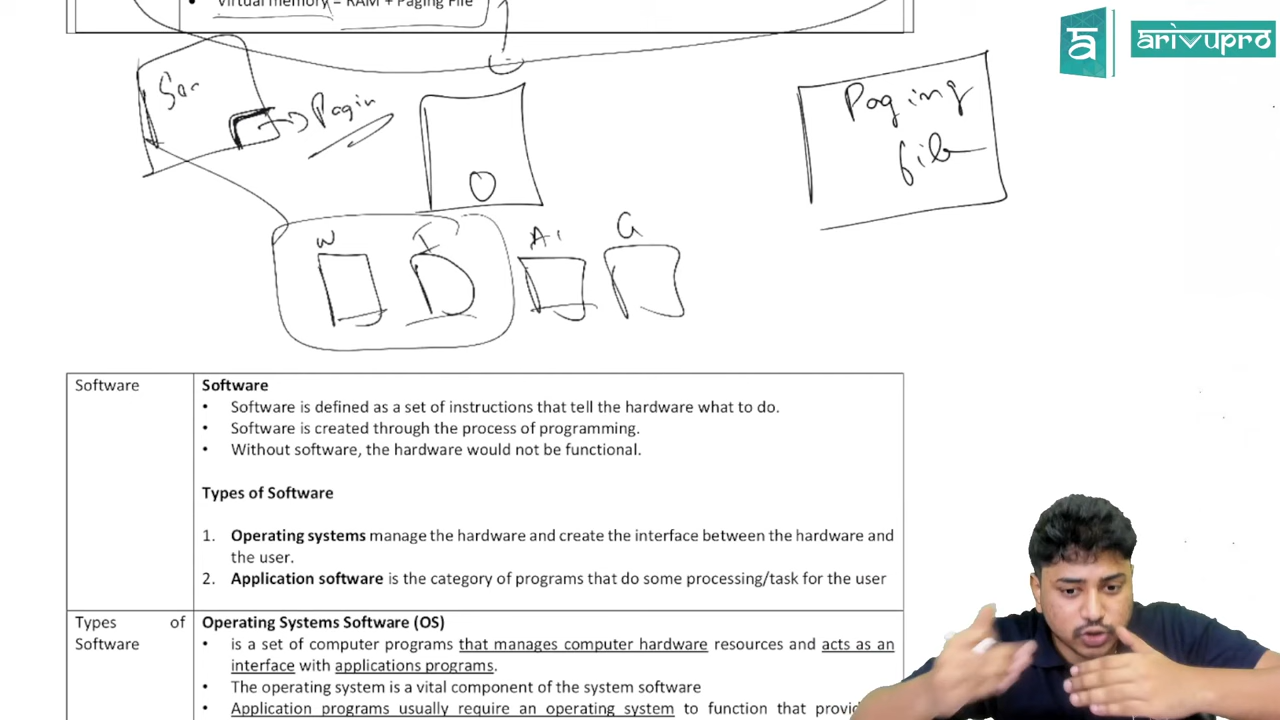 • Virtual memory = RAM + Paging File
arivupro
Paging
file
Pagin
W
I
G
Software
Software
• Software is defined as a set of instructions that tell the hardware what to do.
• Software is created through the process of programming.
• Without software, the hardware would not be functional.
Types of Software
1. Operating systems manage the hardware and create the interface between the hardware and
the user.
2. Application software is the category of programs that do some processing/task for the user
Types of
Software
Operating Systems Software (OS)
• is a set of computer programs that manages computer hardware resources and acts as an
interface with applications programs.
• The operating system is a vital component of the system software
• Application programs usually require an operating system to function that provid